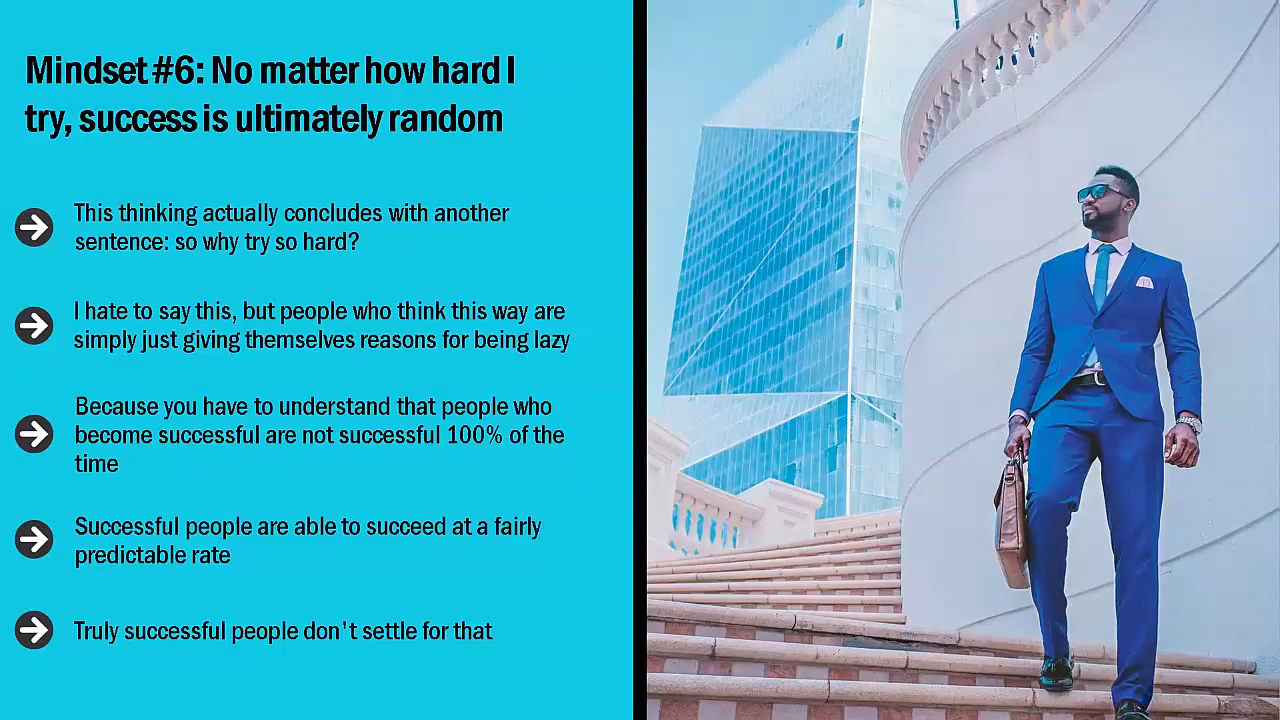 Mindset #6: No matter how hard I
try, success is ultimately random
This thinking actually concludes with another
sentence: so why try so hard?
I hate to say this, but people who think this way are
simply just giving themselves reasons for being lazy
Because you have to understand that people who
become successful are not successful 100% of the
time
Successful people are able to succeed at a fairly
predictable rate
Truly successful people don't settle for that